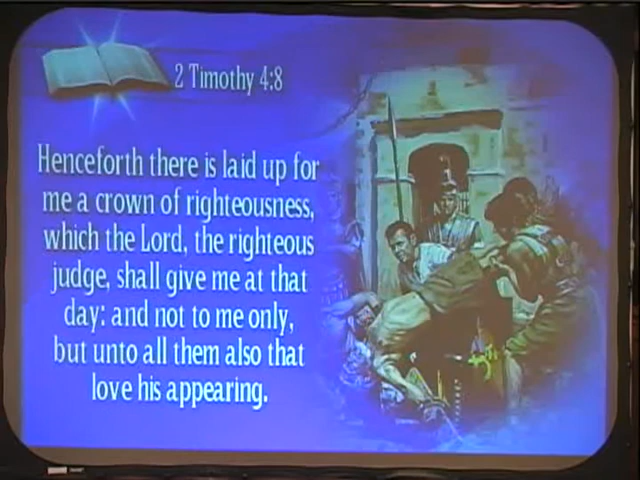 2 Timothy 4:8
Henceforth there is laid up for
me a crown of righteousness,
which the Lord, the righteous
judge, shall give me at that
day: and not to me only,
but unto all them also that
love his appearing.